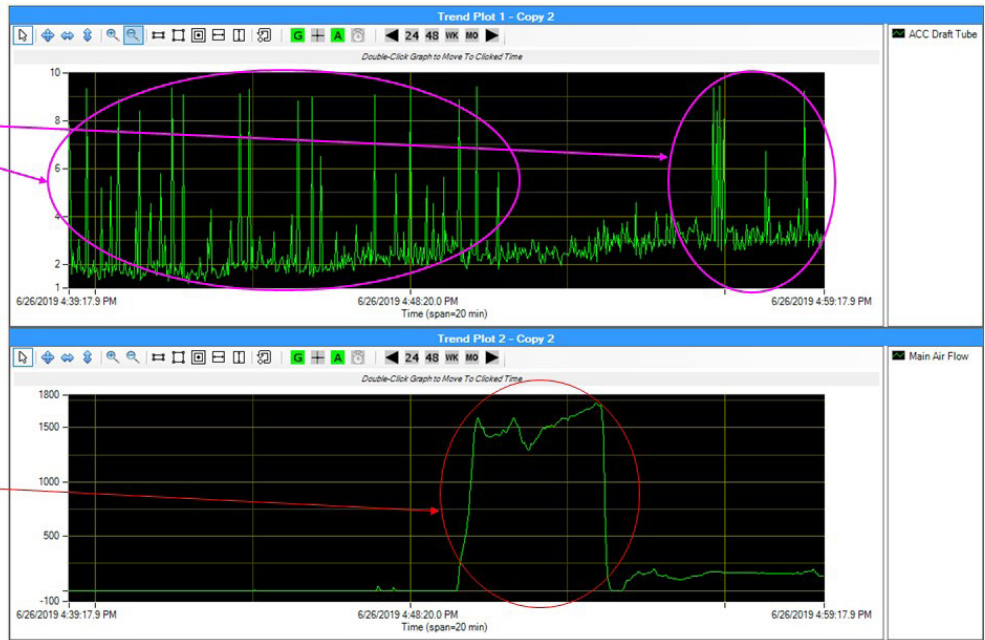 Trend Plot 1 - Copy 2
G A 24 48 WK MO
Double-Click Graph to Move To Clicked Time
ACC Draft Tube
10
8
6
4
2
1
6/26/2019 4:39:17.9 PM 6/26/2019 4:48:20.0 PM 6/26/2019 4:59:17.9 PM
Time (span=20 min)
Trend Plot 2 - Copy 2
G A 24 48 WK MO
Double-Click Graph to Move To Clicked Time
Main Air Flow
1800
1500
1000
500
-100
6/26/2019 4:39:17.9 PM 6/26/2019 4:48:20.0 PM 6/26/2019 4:59:17.9 PM
Time (span=20 min)